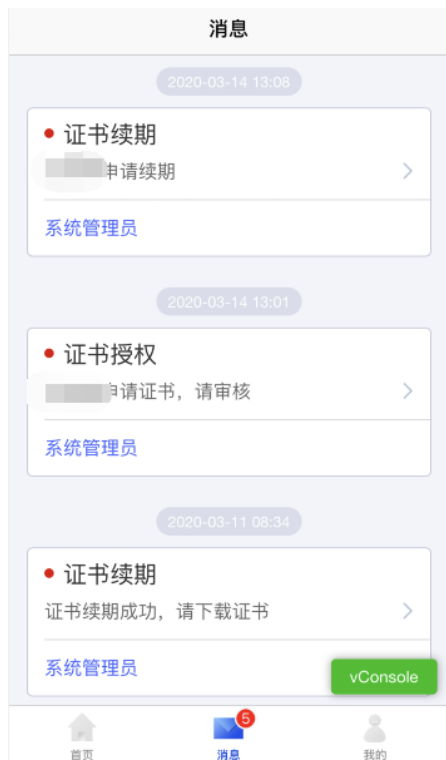 消息
2020-03-14 13:08
证书续期
申请续期
系统管理员
2020-03-14 13:01
证书授权
申请证书，请审核
系统管理员
2020-03-11 08:34
证书续期
证书续期成功，请下载证书
系统管理员
vConsole
5
首页
消息
我的